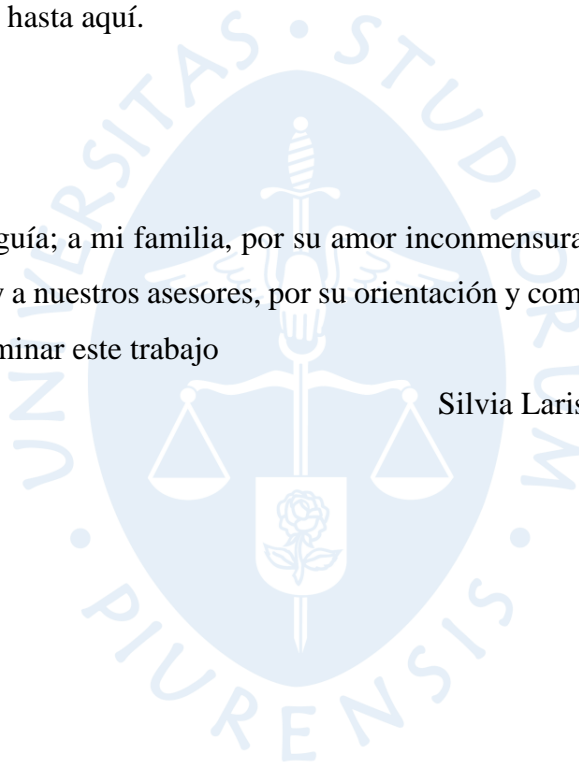 hasta aquí.
guía; a mi familia, por su amor inconmensura
y a nuestros asesores, por su orientación y com
minar este trabajo
Silvia Laris
UNIVERSITAS • STUDIORUM • PIURENSIS •